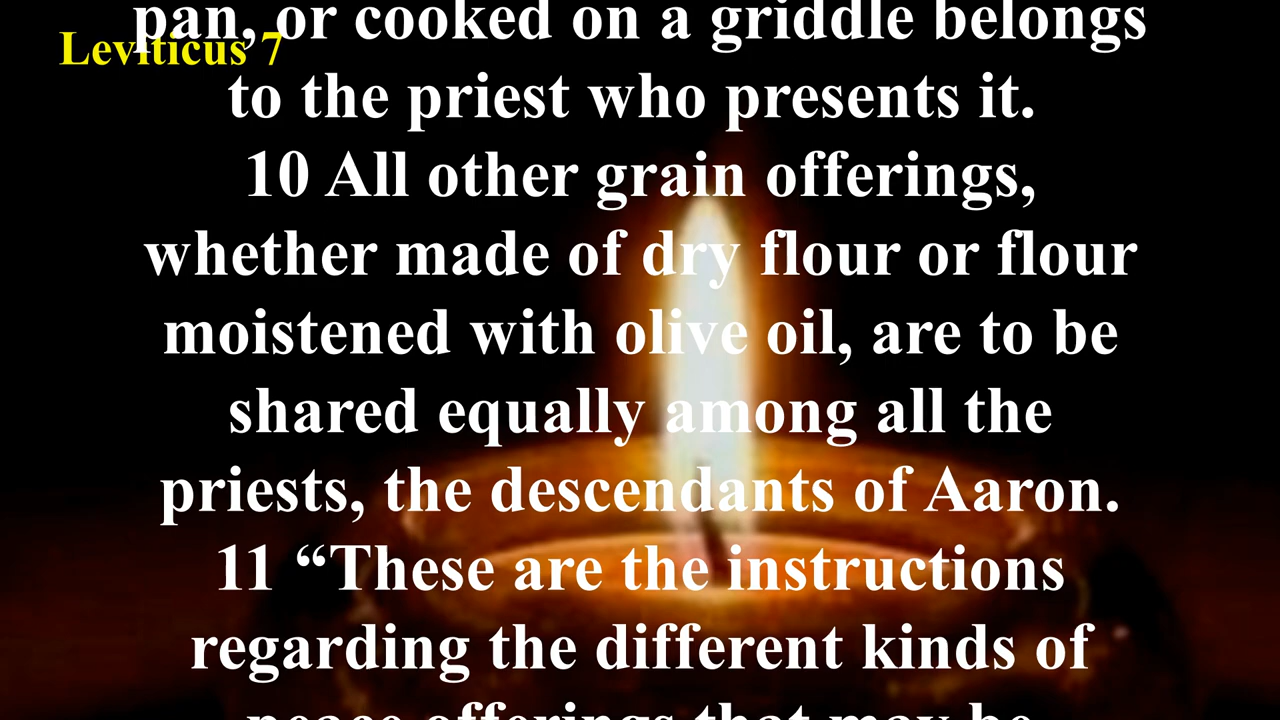 Leviticus 7
pan, or cooked on a griddle belongs
to the priest who presents it.
10 All other grain offerings,
whether made of dry flour or flour
moistened with olive oil, are to be
shared equally among all the
priests, the descendants of Aaron.
11 “These are the instructions
regarding the different kinds of
peace offerings that may be